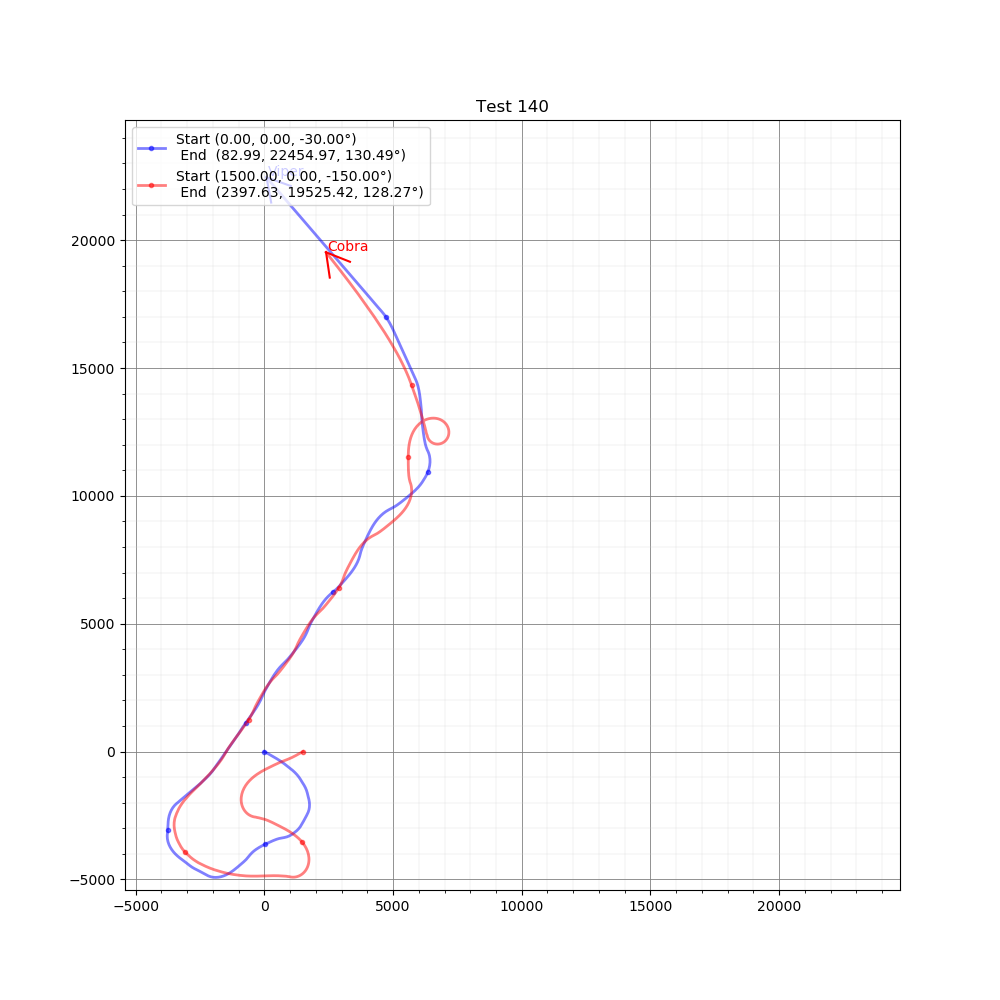 Test 140
Start (0.00, 0.00, -30.00°)
End (82.99, 22454.97, 130.49°)
Viper
Start (1500.00, 0.00, -150.00°)
End (2397.63, 19525.42, 128.27°)
Cobra
20000
15000
10000
5000
0
−5000
−5000 0 5000 10000 15000 20000